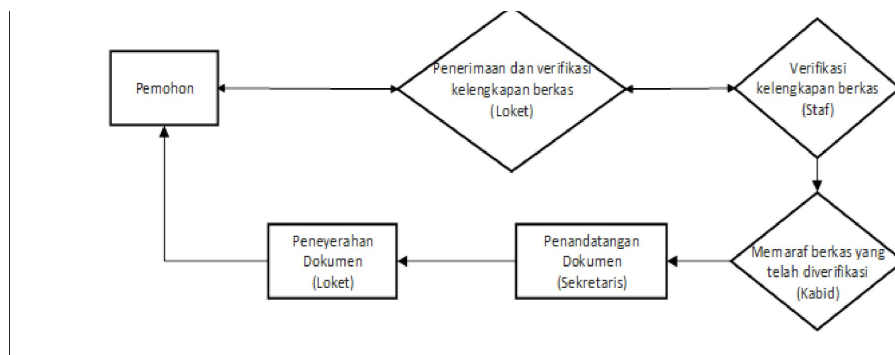 Pemohon
Penerimaan dan verifikasi
kelengkapan berkas
(Loket)
Verifikasi
kelengkapan berkas
(Staf)
Memaraf berkas yang
telah diverifikasi
(Kabid)
Penandatangan
Dokumen
(Sekretaris)
Peneyerahan
Dokumen
(Loket)